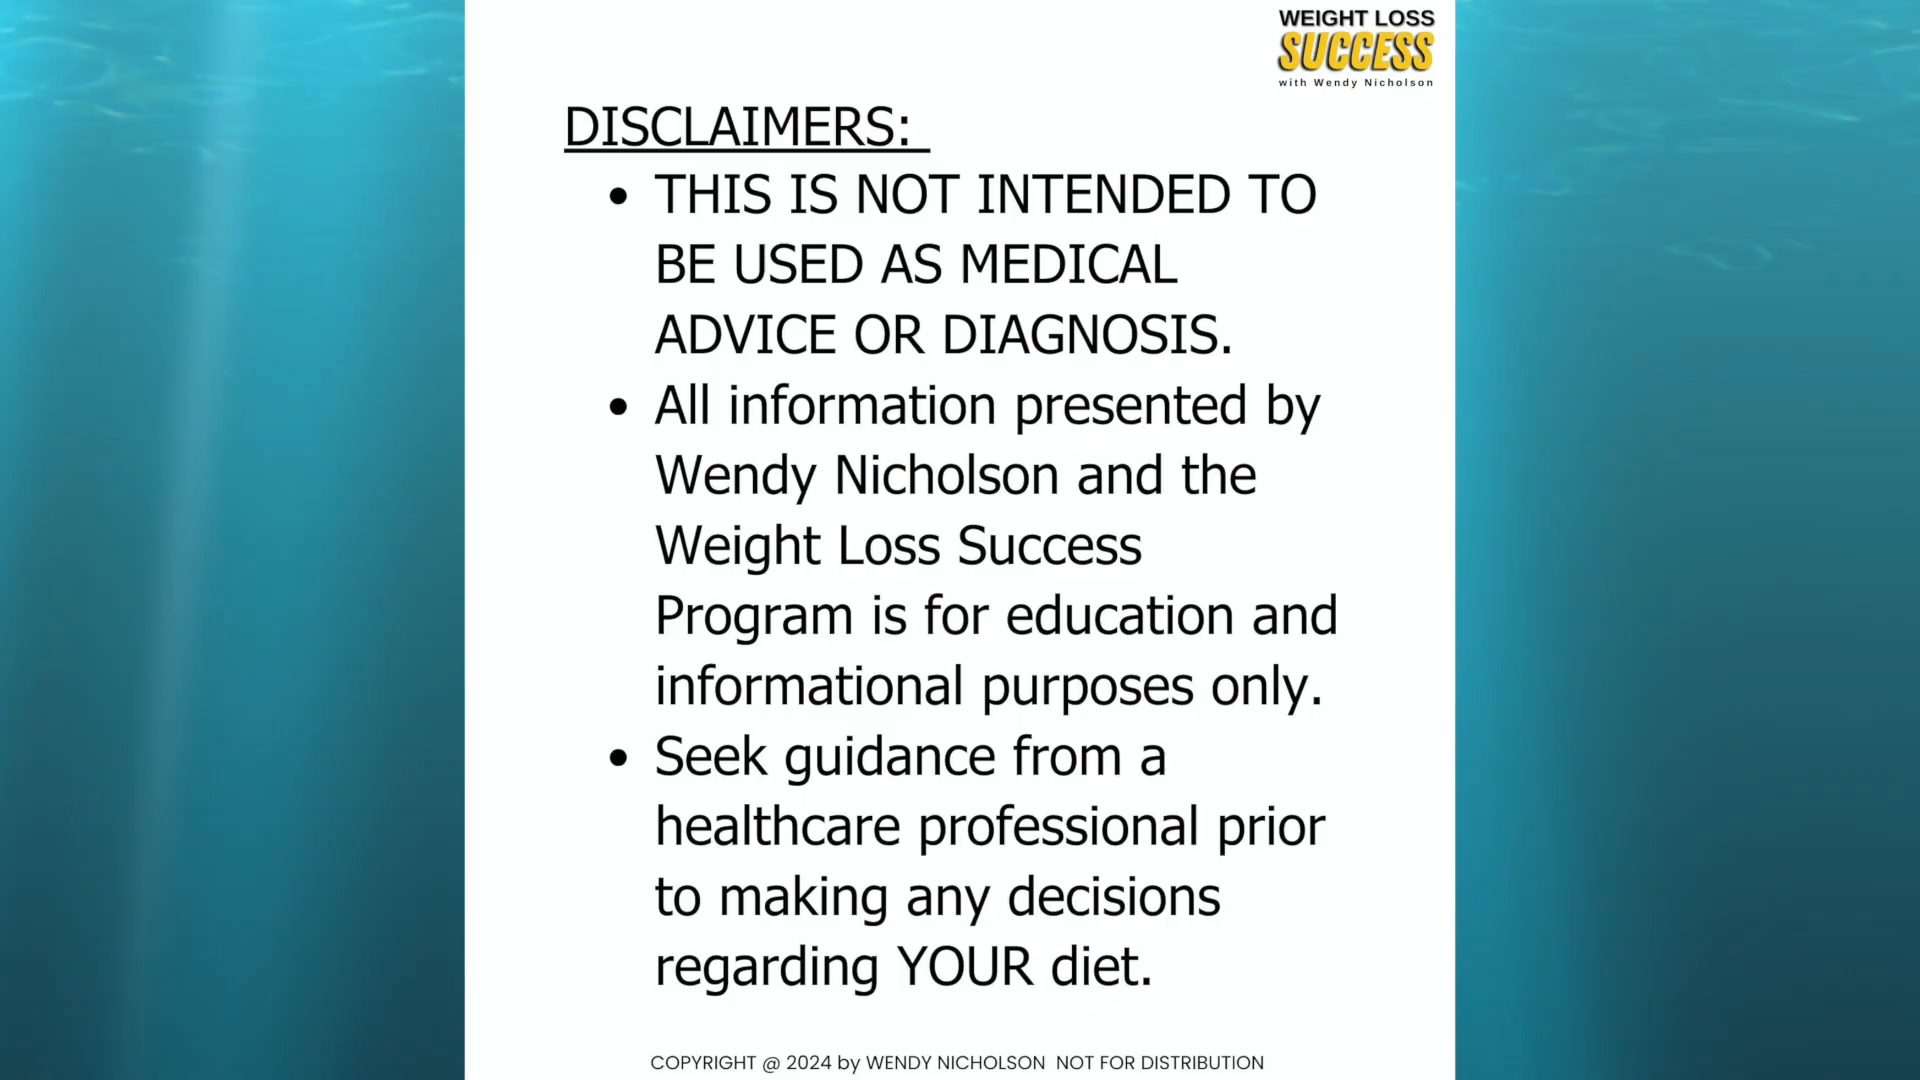 WEIGHT LOSS
SUCCESS
with Wendy Nicholson
DISCLAIMERS:
• THIS IS NOT INTENDED TO
BE USED AS MEDICAL
ADVICE OR DIAGNOSIS.
• All information presented by
Wendy Nicholson and the
Weight Loss Success
Program is for education and
informational purposes only.
• Seek guidance from a
healthcare professional prior
to making any decisions
regarding YOUR diet.
COPYRIGHT @ 2024 by WENDY NICHOLSON NOT FOR DISTRIBUTION